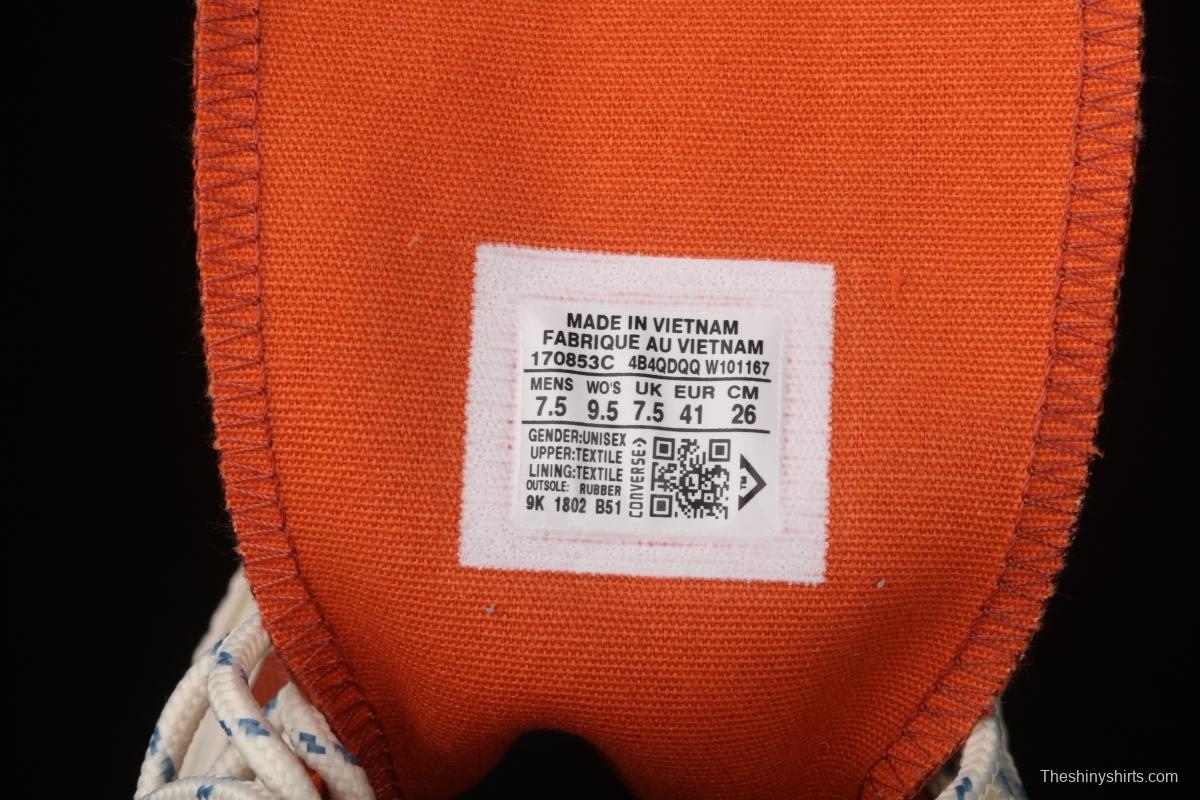 MADE IN VIETNAM
FABRIQUE AU VIETNAM
170853C 4B4QDQQ W101167
MENS WO'S UK EUR CM
7.5 9.5 7.5 41 26
GENDER:UNISEX
UPPER:TEXTILE
LINING:TEXTILE
OUTSOLE: RUBBER
9K 1802 B51
CONVERSE
Theshinyshirts.com